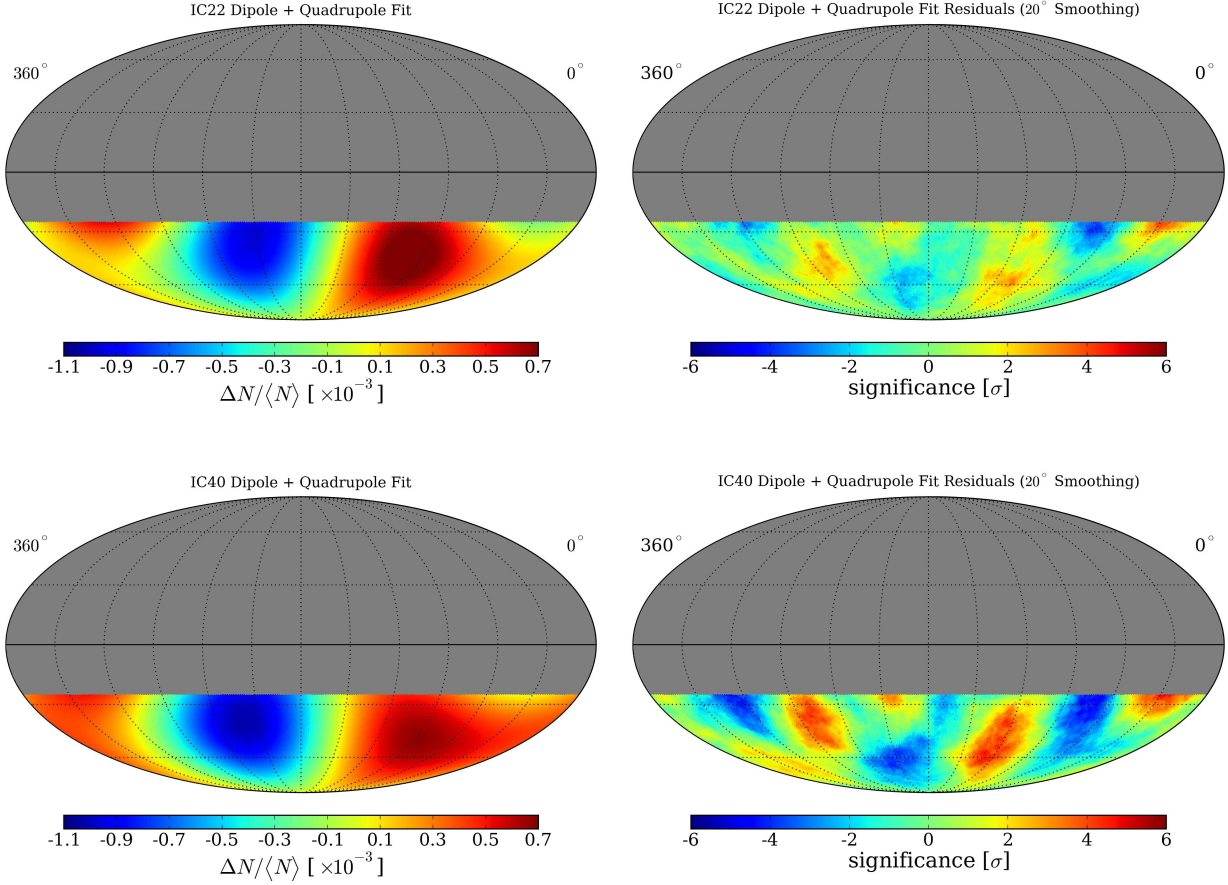 IC22 Dipole + Quadrupole Fit
360° 0°
-1.1 -0.9 -0.7 -0.5 -0.3 -0.1 0.1 0.3 0.5 0.7
ΔN/⟨N⟩ [ ×10⁻³ ]
IC22 Dipole + Quadrupole Fit Residuals (20° Smoothing)
360° 0°
-6 -4 -2 0 2 4 6
significance [σ]
IC40 Dipole + Quadrupole Fit
360° 0°
-1.1 -0.9 -0.7 -0.5 -0.3 -0.1 0.1 0.3 0.5 0.7
ΔN/⟨N⟩ [ ×10⁻³ ]
IC40 Dipole + Quadrupole Fit Residuals (20° Smoothing)
360° 0°
-6 -4 -2 0 2 4 6
significance [σ]